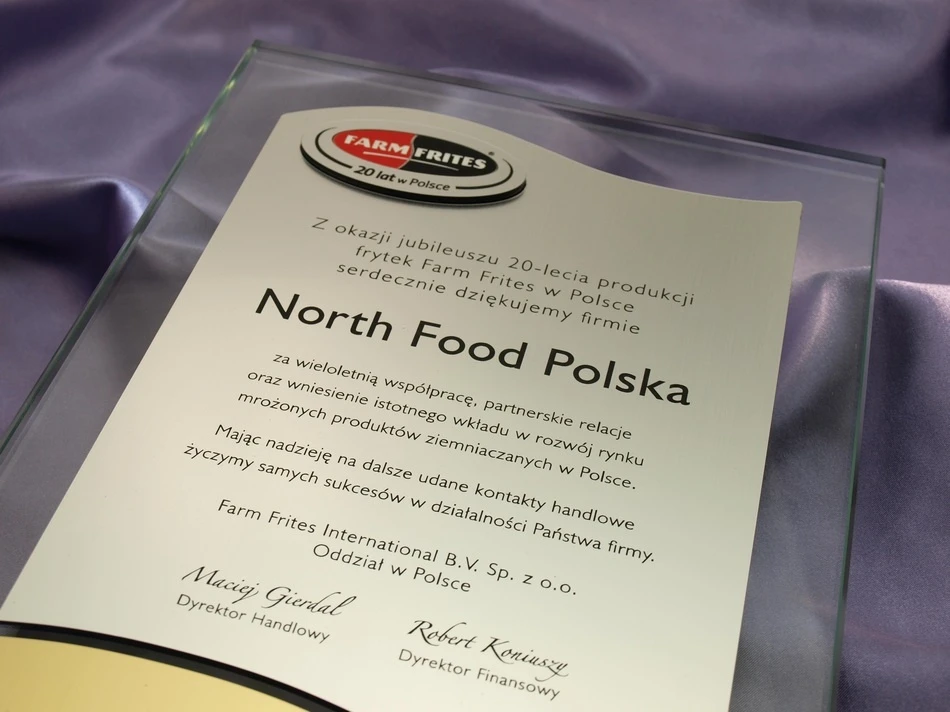 FARM FRITES
20 lat w Polsce
Z okazji jubileuszu 20-lecia produkcji
frytek Farm Frites w Polsce
serdecznie dziękujemy firmie
North Food Polska
za wieloletnią współpracę, partnerskie relacje
oraz wniesienie istotnego wkładu w rozwój rynku
mrożonych produktów ziemniaczanych w Polsce.
Mając nadzieję na dalsze udane kontakty handlowe
życzymy samych sukcesów w działalności Państwa firmy.
Farm Frites International B.V. Sp. z o.o.
Oddział w Polsce
Maciej Gierdal
Dyrektor Handlowy
Robert Koniuszy
Dyrektor Finansowy